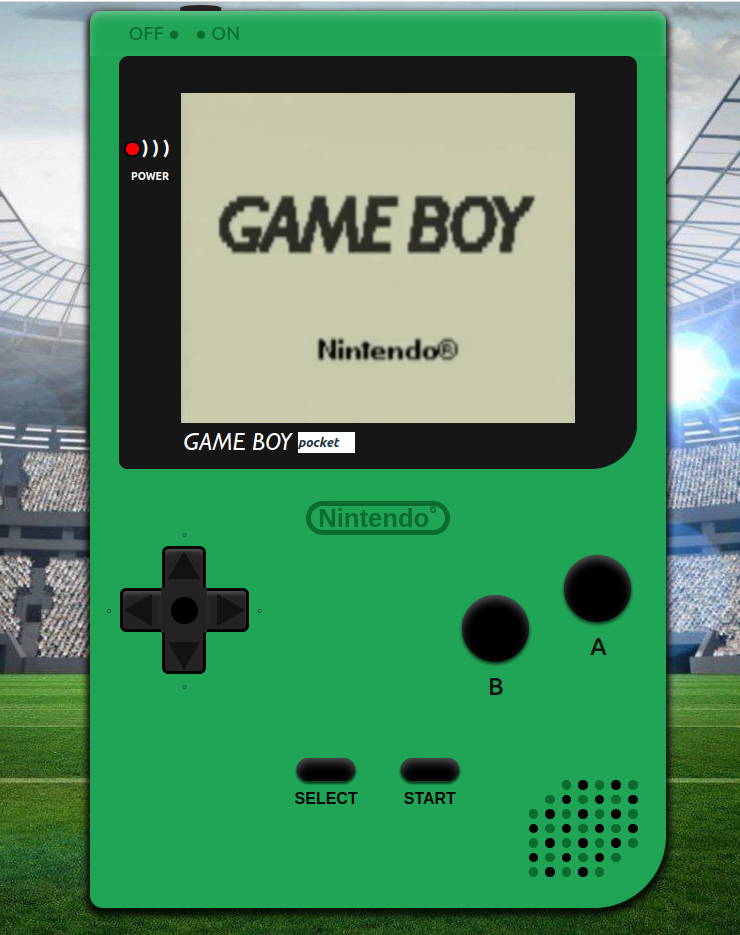 OFF ON
POWER
GAME BOY
Nintendo®
GAME BOY pocket
Nintendo°
A
B
SELECT START